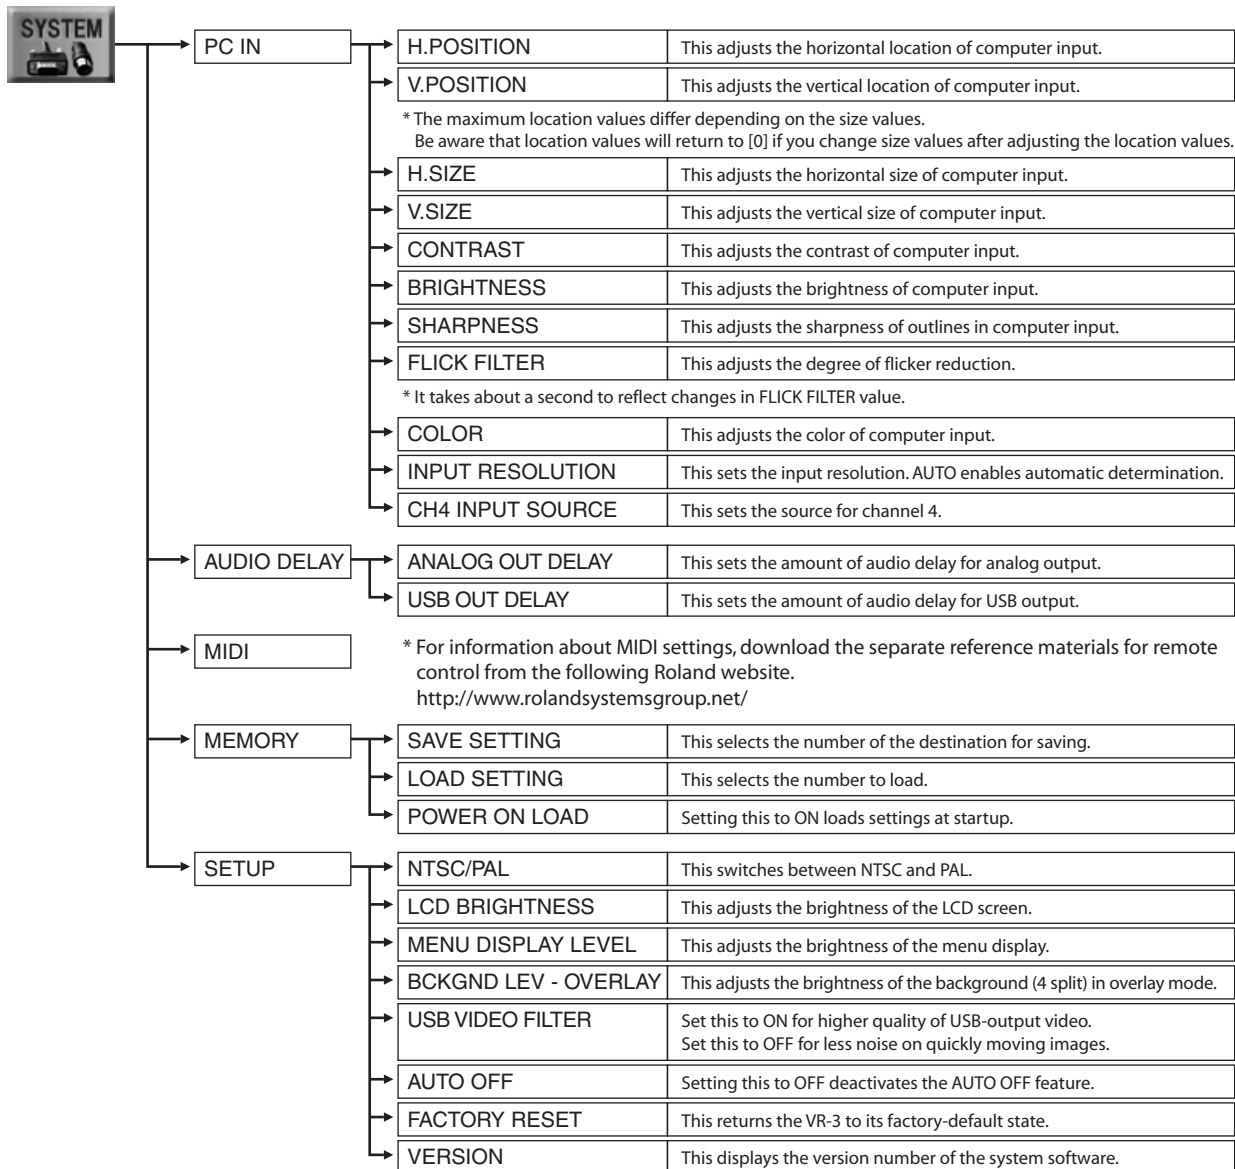 SYSTEM
PC IN
H.POSITION This adjusts the horizontal location of computer input.
V.POSITION This adjusts the vertical location of computer input.
* The maximum location values differ depending on the size values.
Be aware that location values will return to [0] if you change size values after adjusting the location values.
H.SIZE This adjusts the horizontal size of computer input.
V.SIZE This adjusts the vertical size of computer input.
CONTRAST This adjusts the contrast of computer input.
BRIGHTNESS This adjusts the brightness of computer input.
SHARPNESS This adjusts the sharpness of outlines in computer input.
FLICK FILTER This adjusts the degree of flicker reduction.
* It takes about a second to reflect changes in FLICK FILTER value.
COLOR This adjusts the color of computer input.
INPUT RESOLUTION This sets the input resolution. AUTO enables automatic determination.
CH4 INPUT SOURCE This sets the source for channel 4.
AUDIO DELAY
ANALOG OUT DELAY This sets the amount of audio delay for analog output.
USB OUT DELAY This sets the amount of audio delay for USB output.
MIDI
* For information about MIDI settings, download the separate reference materials for remote
control from the following Roland website.
http://www.rolandsystemsgroup.net/
MEMORY
SAVE SETTING This selects the number of the destination for saving.
LOAD SETTING This selects the number to load.
POWER ON LOAD Setting this to ON loads settings at startup.
SETUP
NTSC/PAL This switches between NTSC and PAL.
LCD BRIGHTNESS This adjusts the brightness of the LCD screen.
MENU DISPLAY LEVEL This adjusts the brightness of the menu display.
BCKGND LEV - OVERLAY This adjusts the brightness of the background (4 split) in overlay mode.
USB VIDEO FILTER Set this to ON for higher quality of USB-output video.
Set this to OFF for less noise on quickly moving images.
AUTO OFF Setting this to OFF deactivates the AUTO OFF feature.
FACTORY RESET This returns the VR-3 to its factory-default state.
VERSION This displays the version number of the system software.